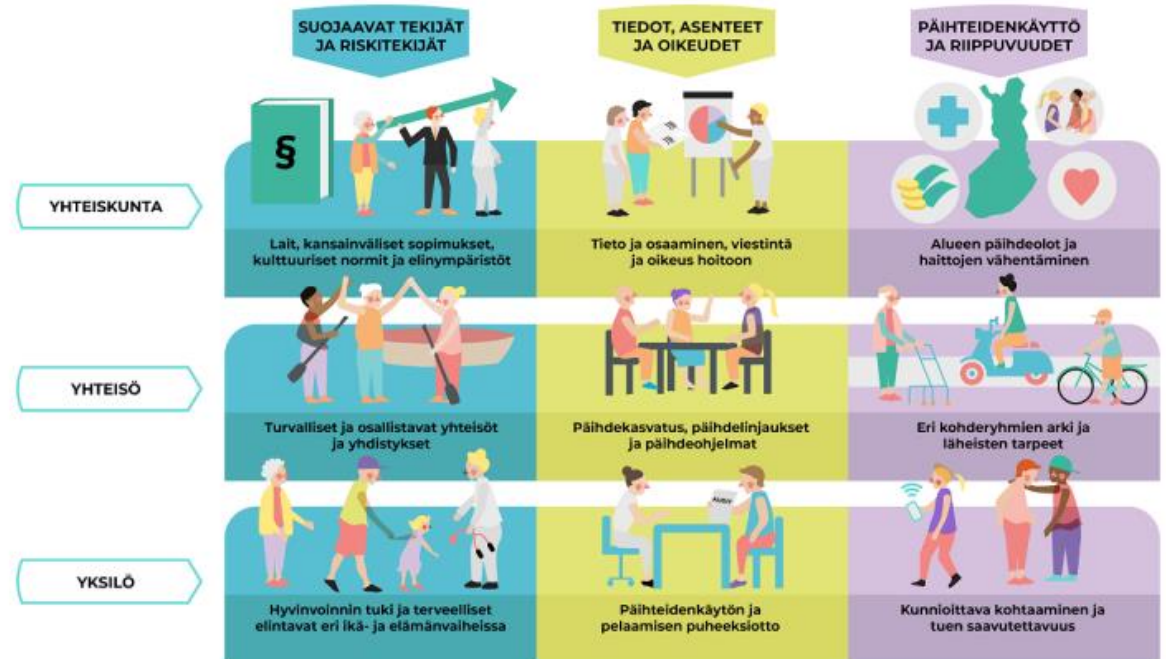 SUOJAAVAT TEKIJÄT
JA RISKITEKIJÄT
TIEDOT, ASENTEET
JA OIKEUDET
PÄIHTEIDENKÄYTTÖ
JA RIIPPUVUUDET
§
YHTEISKUNTA
Lait, kansainväliset sopimukset,
kulttuuriset normit ja elinympäristöt
Tieto ja osaaminen, viestintä
ja oikeus hoitoon
Alueen päihdeolot ja
haittojen vähentäminen
YHTEISÖ
Turvalliset ja osallistavat yhteisöt
ja yhdistykset
Päihdekasvatus, päihdelinjaukset
ja päihdeohjelmat
Eri kohderyhmien arki ja
läheisten tarpeet
AUDIT
YKSILÖ
Hyvinvoinnin tuki ja terveelliset
elintavat eri ikä- ja elämänvaiheissa
Päihteidenkäytön ja
pelaamisen puheeksiotto
Kunnioittava kohtaaminen ja
tuen saavutettavuus